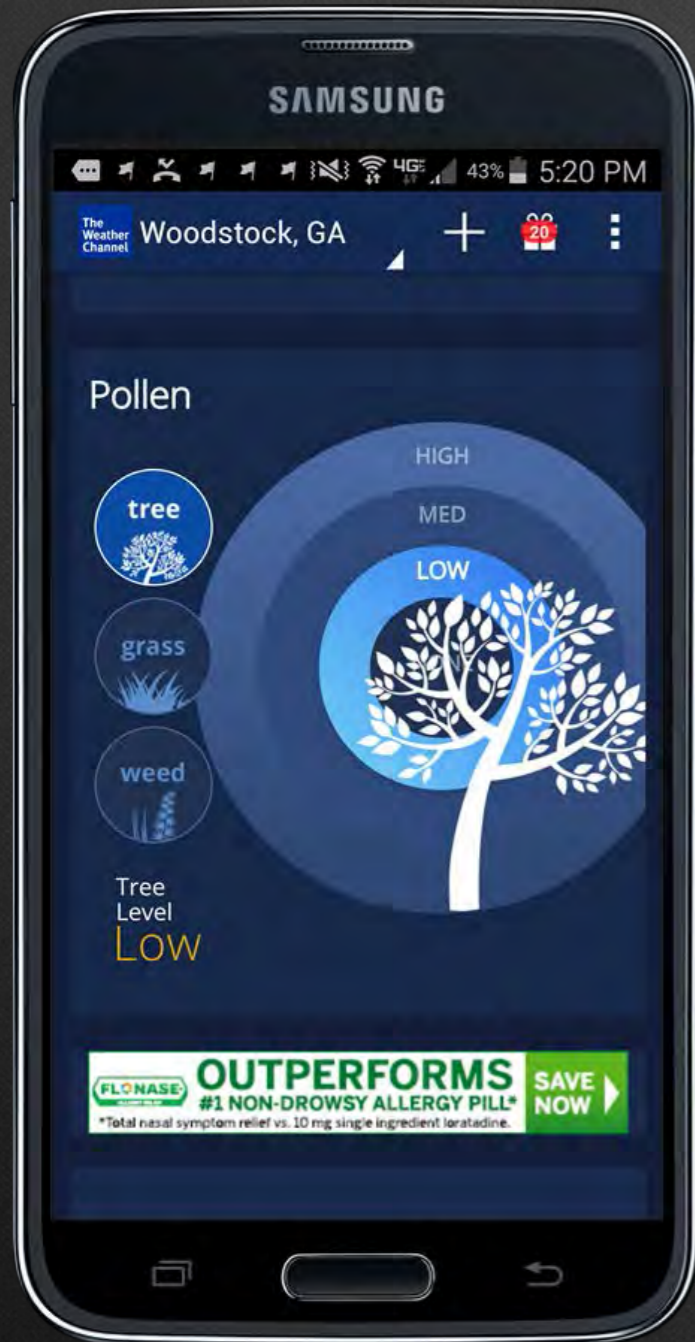 SAMSUNG
4G 43% 5:20 PM
The
Weather
Channel
Woodstock, GA
20
Pollen
HIGH
MED
LOW
tree
grass
weed
Tree
Level
Low
FLONASE
OUTPERFORMS
#1 NON-DROWSY ALLERGY PILL*
*Total nasal symptom relief vs. 10 mg single ingredient loratadine.
SAVE
NOW